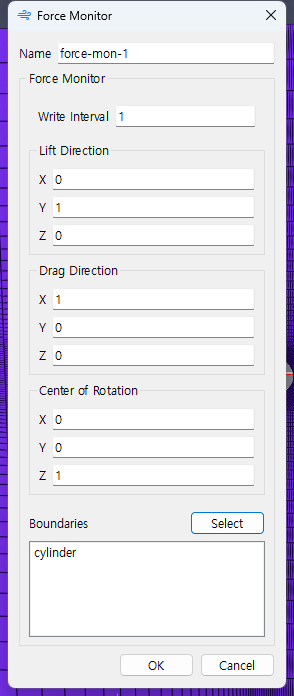 Force Monitor
Name force-mon-1
Force Monitor
Write Interval 1
Lift Direction
X 0
Y 1
Z 0
Drag Direction
X 1
Y 0
Z 0
Center of Rotation
X 0
Y 0
Z 1
Boundaries Select
cylinder
OK Cancel